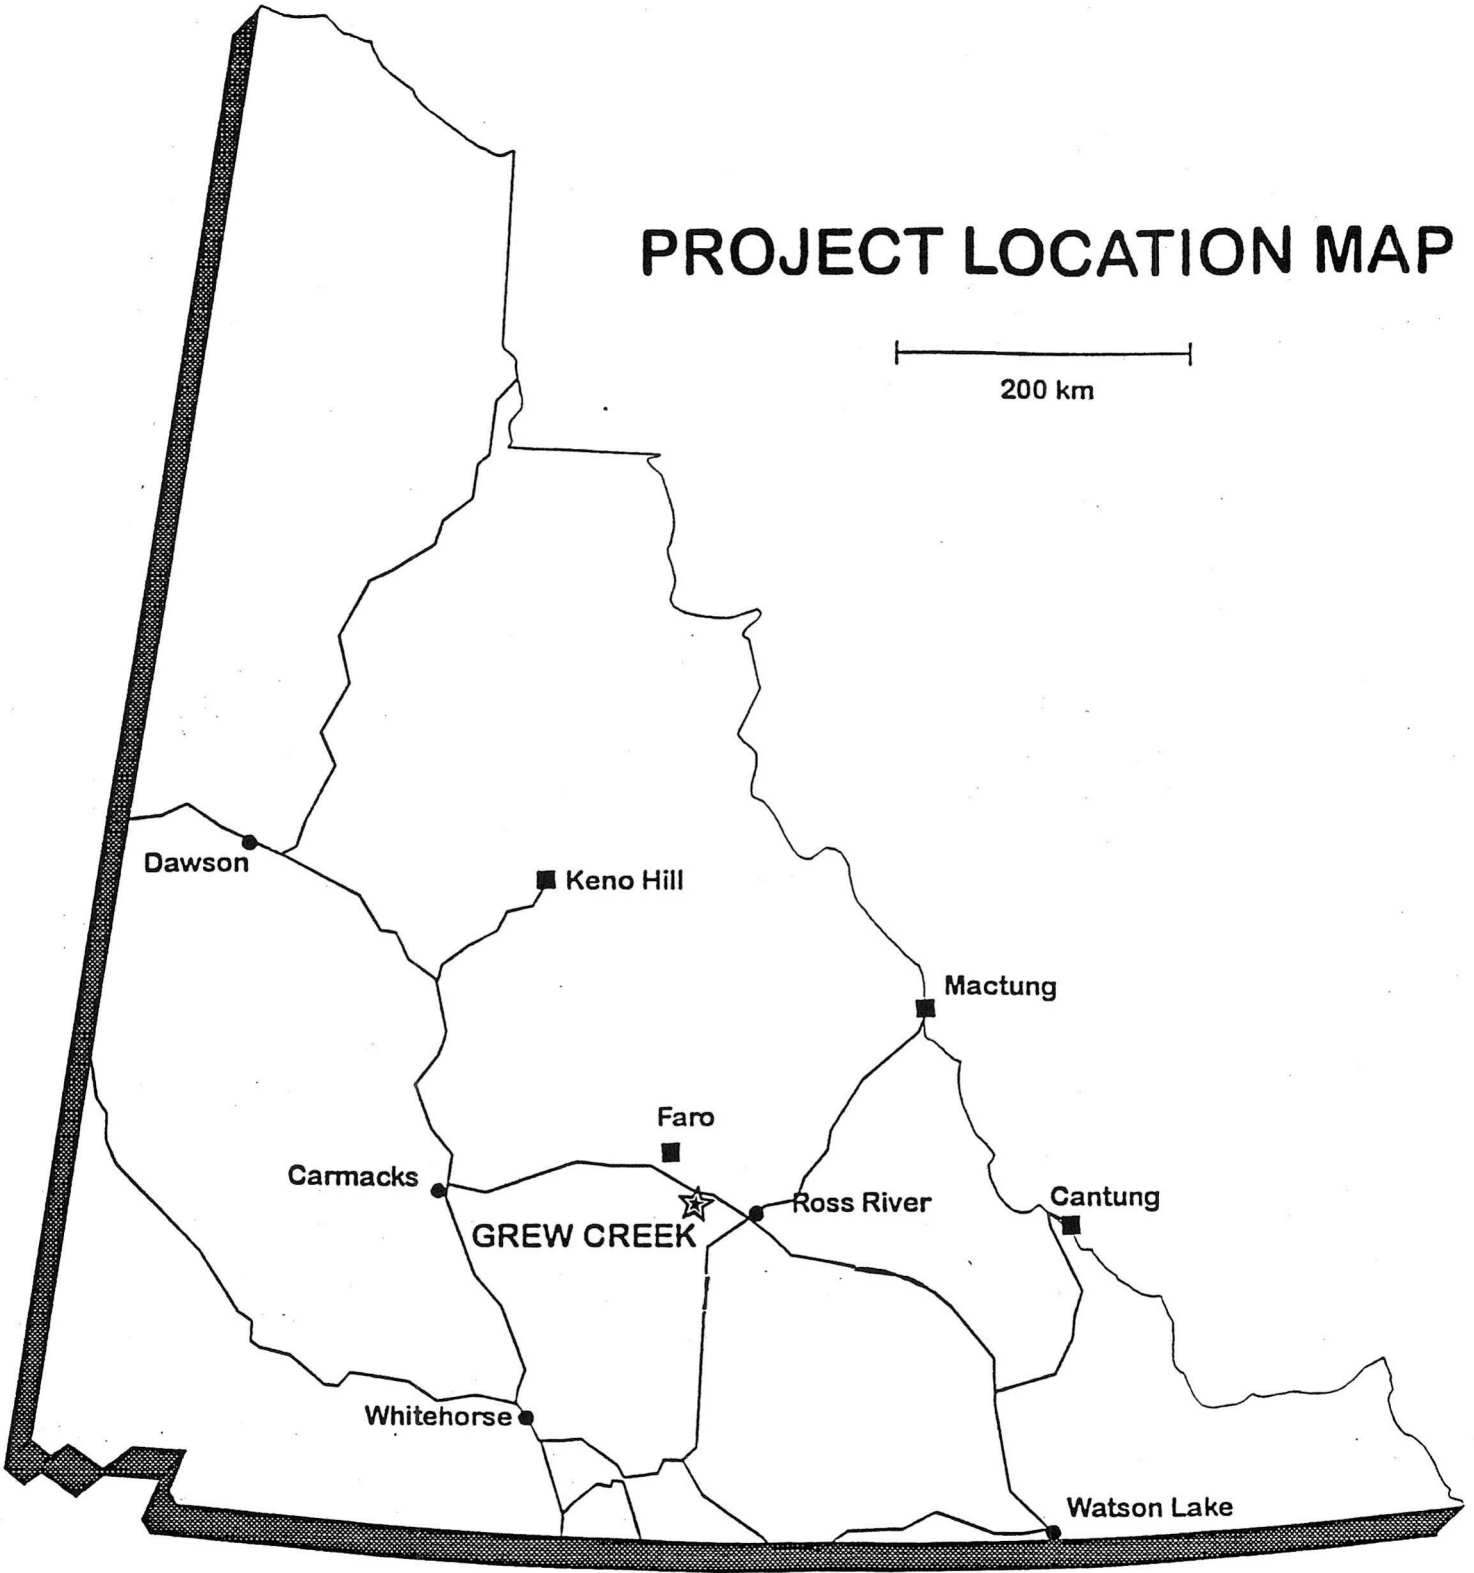 PROJECT LOCATION MAP
200 km
Dawson
Keno Hill
Mactung
Faro
Carmacks
Ross River
Cantung
GREW CREEK
Whitehorse
Watson Lake